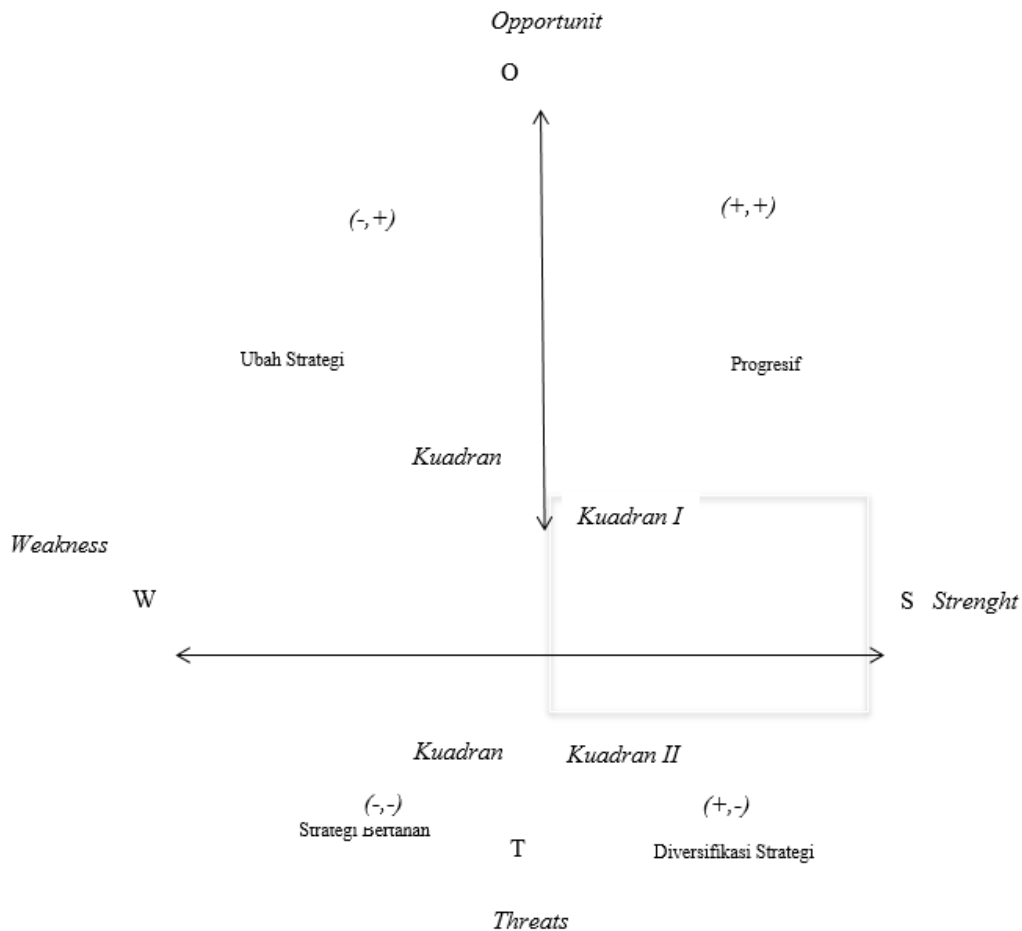 Opportunit
O
(-,+)
(+,+)
Ubah Strategi
Progresif
Kuadran
Kuadran I
Weakness
W
S Strenght
Kuadran
Kuadran II
(-,-)
(+,-)
Strategi Bertahan
T
Diversifikasi Strategi
Threats